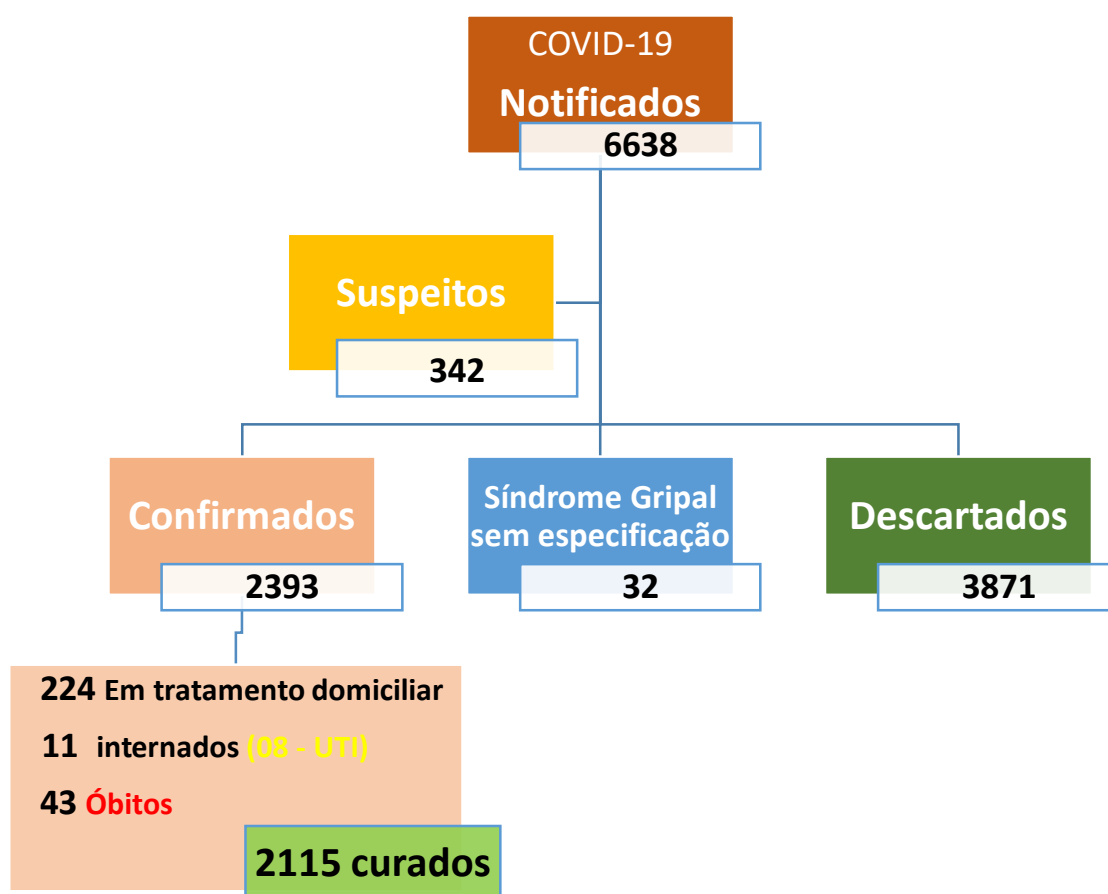 COVID-19
Notificados
6638
Suspeitos
342
Confirmados
2393
Síndrome Gripal
sem especificação
32
Descartados
3871
224 Em tratamento domiciliar
11 internados (08 - UTI)
43 Óbitos
2115 curados